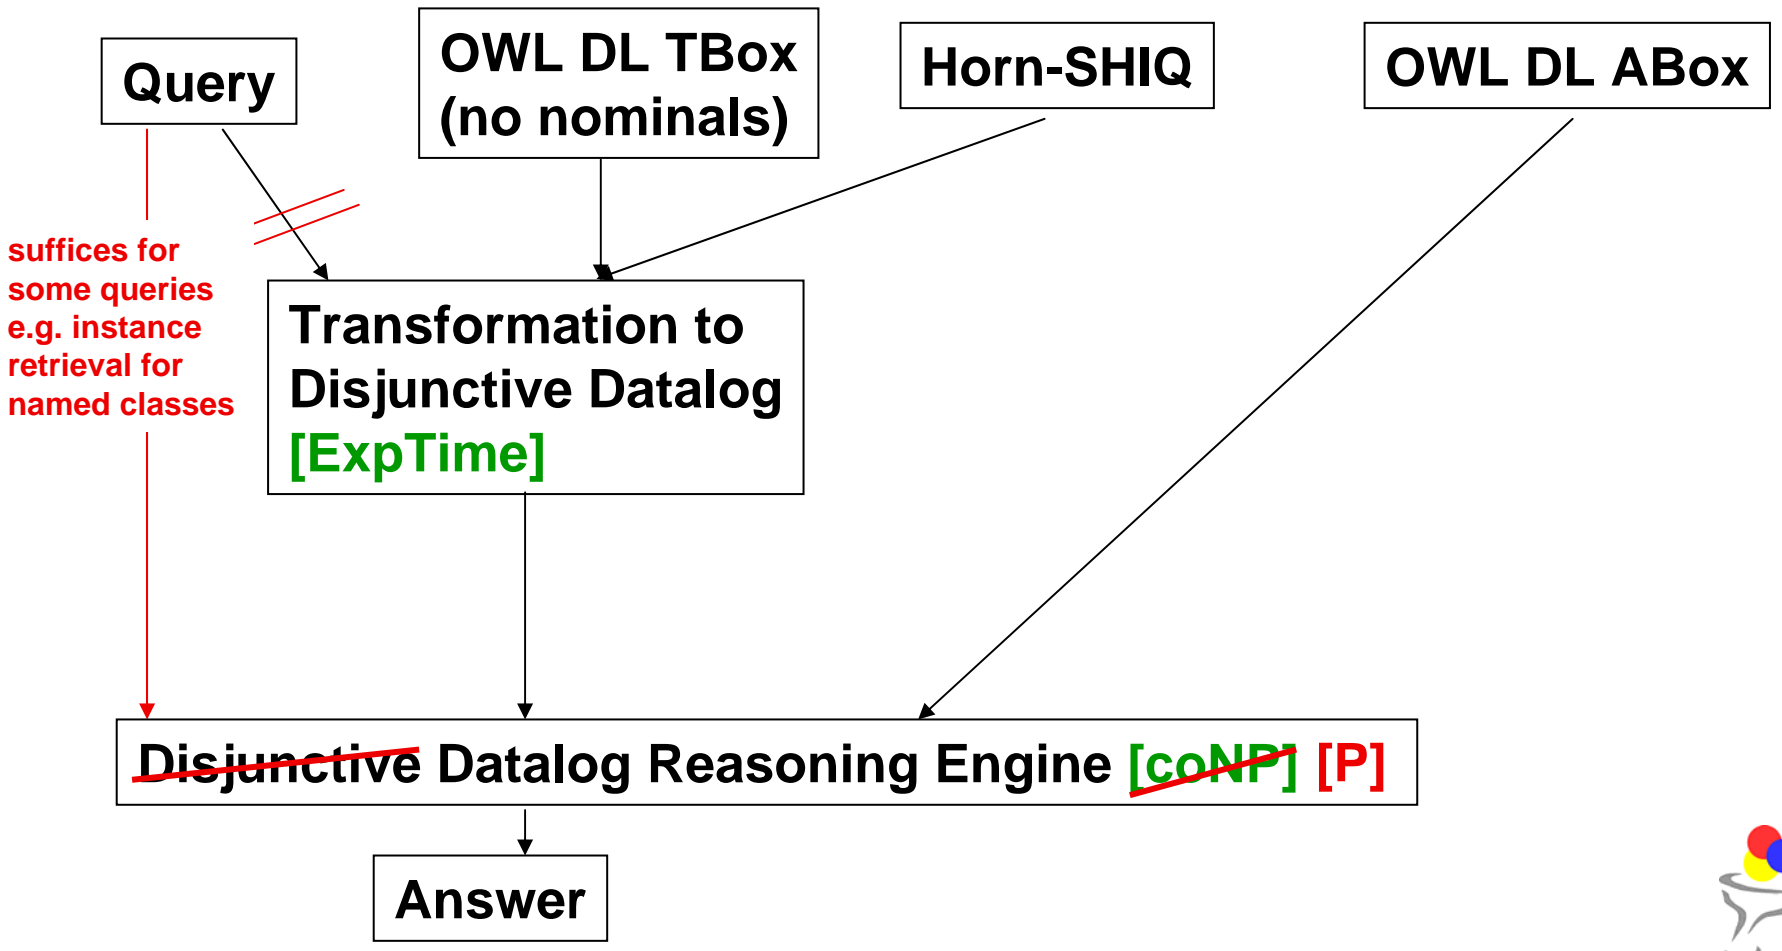 Query
OWL DL TBox
(no nominals)
Horn-SHIQ
OWL DL ABox
suffices for
some queries
e.g. instance
retrieval for
named classes
Transformation to
Disjunctive Datalog
[ExpTime]
Disjunctive Datalog Reasoning Engine [coNP] [P]
Answer